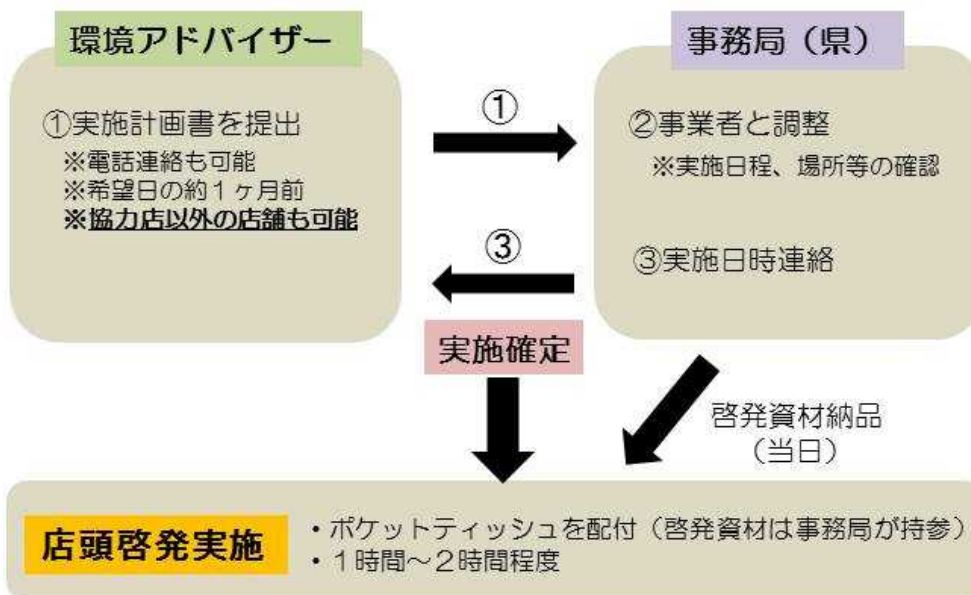 環境アドバイザー
①実施計画書を提出
※電話連絡も可能
※希望日の約１ヶ月前
※協力店以外の店舗も可能
①
③
事務局（県）
②事業者と調整
※実施日程、場所等の確認
③実施日時連絡
実施確定
啓発資材納品
（当日）
店頭啓発実施
・ポケットティッシュを配付（啓発資材は事務局が持参）
・１時間～２時間程度